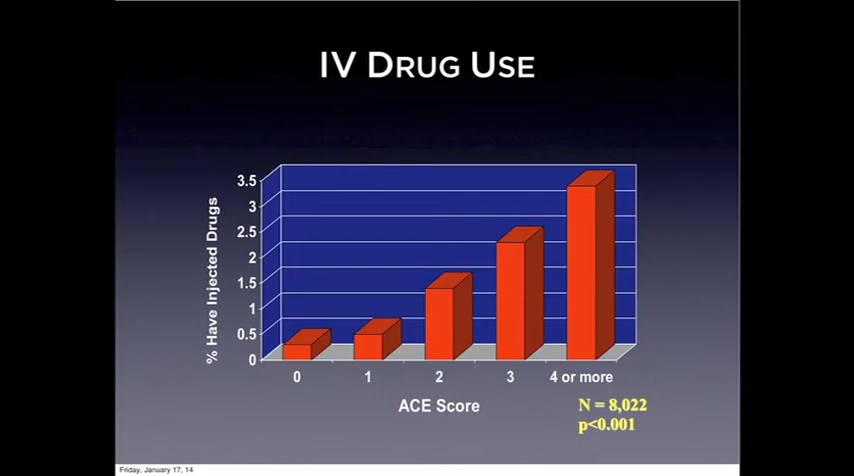 IV DRUG USE
% Have Injected Drugs
3.5
3
2.5
2
1.5
1
0.5
0
0 1 2 3 4 or more
ACE Score
N = 8,022
p<0.001
Friday, January 17, 14